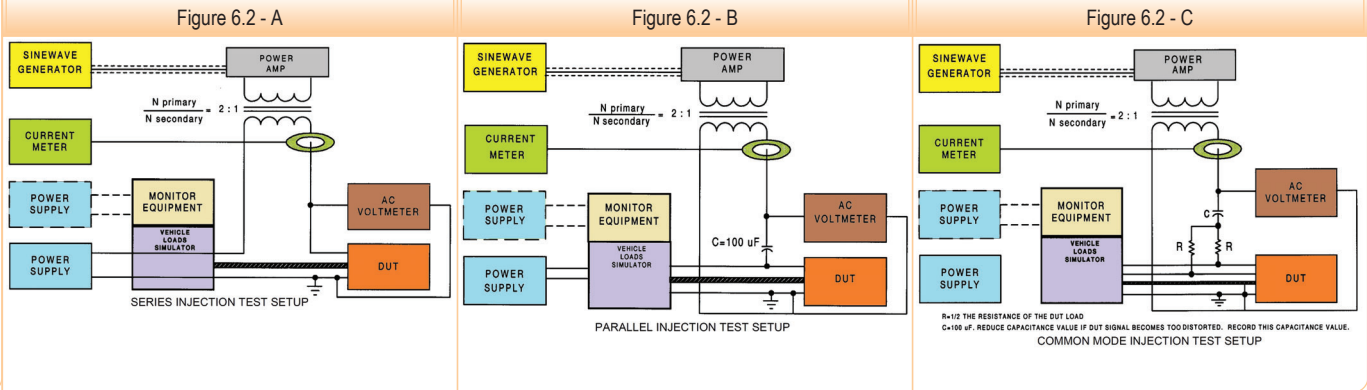 Figure 6.2 - A
SINEWAVE
GENERATOR
POWER
AMP
N primary
N secondary
= 2 : 1
CURRENT
METER
POWER
SUPPLY
MONITOR
EQUIPMENT
AC
VOLTMETER
VEHICLE
LOADS
SIMULATOR
POWER
SUPPLY
DUT
SERIES INJECTION TEST SETUP
Figure 6.2 - B
SINEWAVE
GENERATOR
POWER
AMP
N primary
N secondary
= 2 : 1
CURRENT
METER
POWER
SUPPLY
MONITOR
EQUIPMENT
AC
VOLTMETER
C=100 uF
VEHICLE
LOADS
SIMULATOR
POWER
SUPPLY
DUT
PARALLEL INJECTION TEST SETUP
Figure 6.2 - C
SINEWAVE
GENERATOR
POWER
AMP
N primary
N secondary
= 2 : 1
CURRENT
METER
POWER
SUPPLY
MONITOR
EQUIPMENT
AC
VOLTMETER
C
R
R
VEHICLE
LOADS
SIMULATOR
POWER
SUPPLY
DUT
R=1/2 THE RESISTANCE OF THE DUT LOAD
C=100 uF. REDUCE CAPACITANCE VALUE IF DUT SIGNAL BECOMES TOO DISTORTED. RECORD THIS CAPACITANCE VALUE.
COMMON MODE INJECTION TEST SETUP